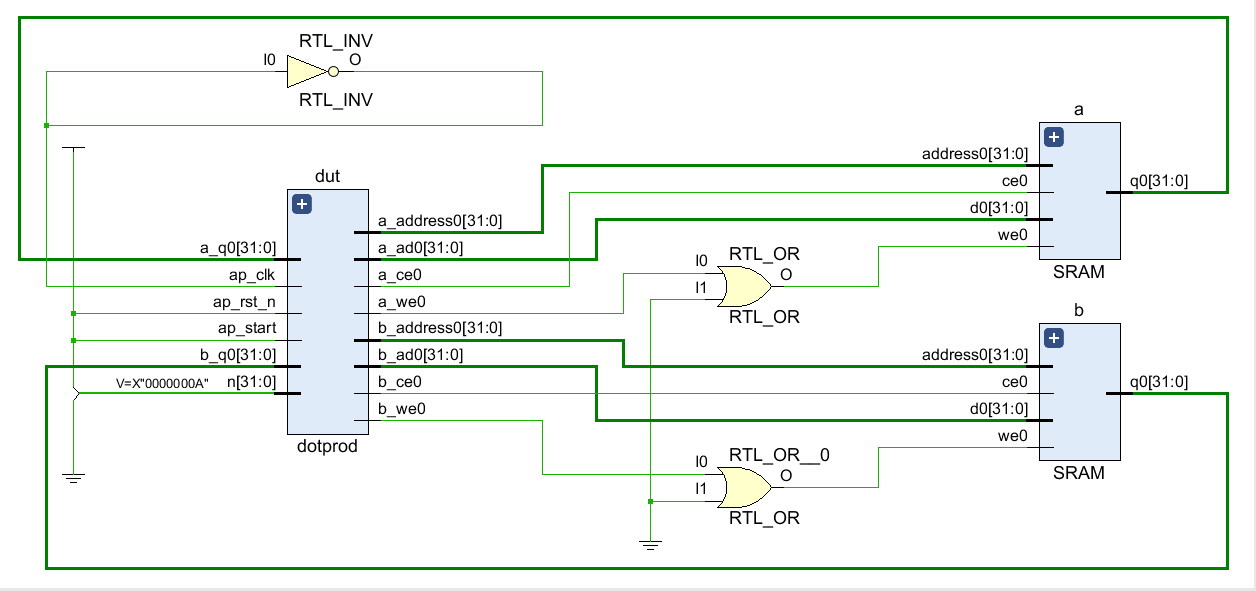 RTL_INV
I0
O
RTL_INV
a
address0[31:0]
ce0
d0[31:0]
we0
q0[31:0]
SRAM
dut
a_q0[31:0]
ap_clk
ap_rst_n
ap_start
b_q0[31:0]
V=X"0000000A"
n[31:0]
a_address0[31:0]
a_ad0[31:0]
a_ce0
a_we0
b_address0[31:0]
b_ad0[31:0]
b_ce0
b_we0
dotprod
RTL_OR
I0
I1
O
RTL_OR
b
address0[31:0]
ce0
d0[31:0]
we0
q0[31:0]
SRAM
RTL_OR__0
I0
I1
O
RTL_OR